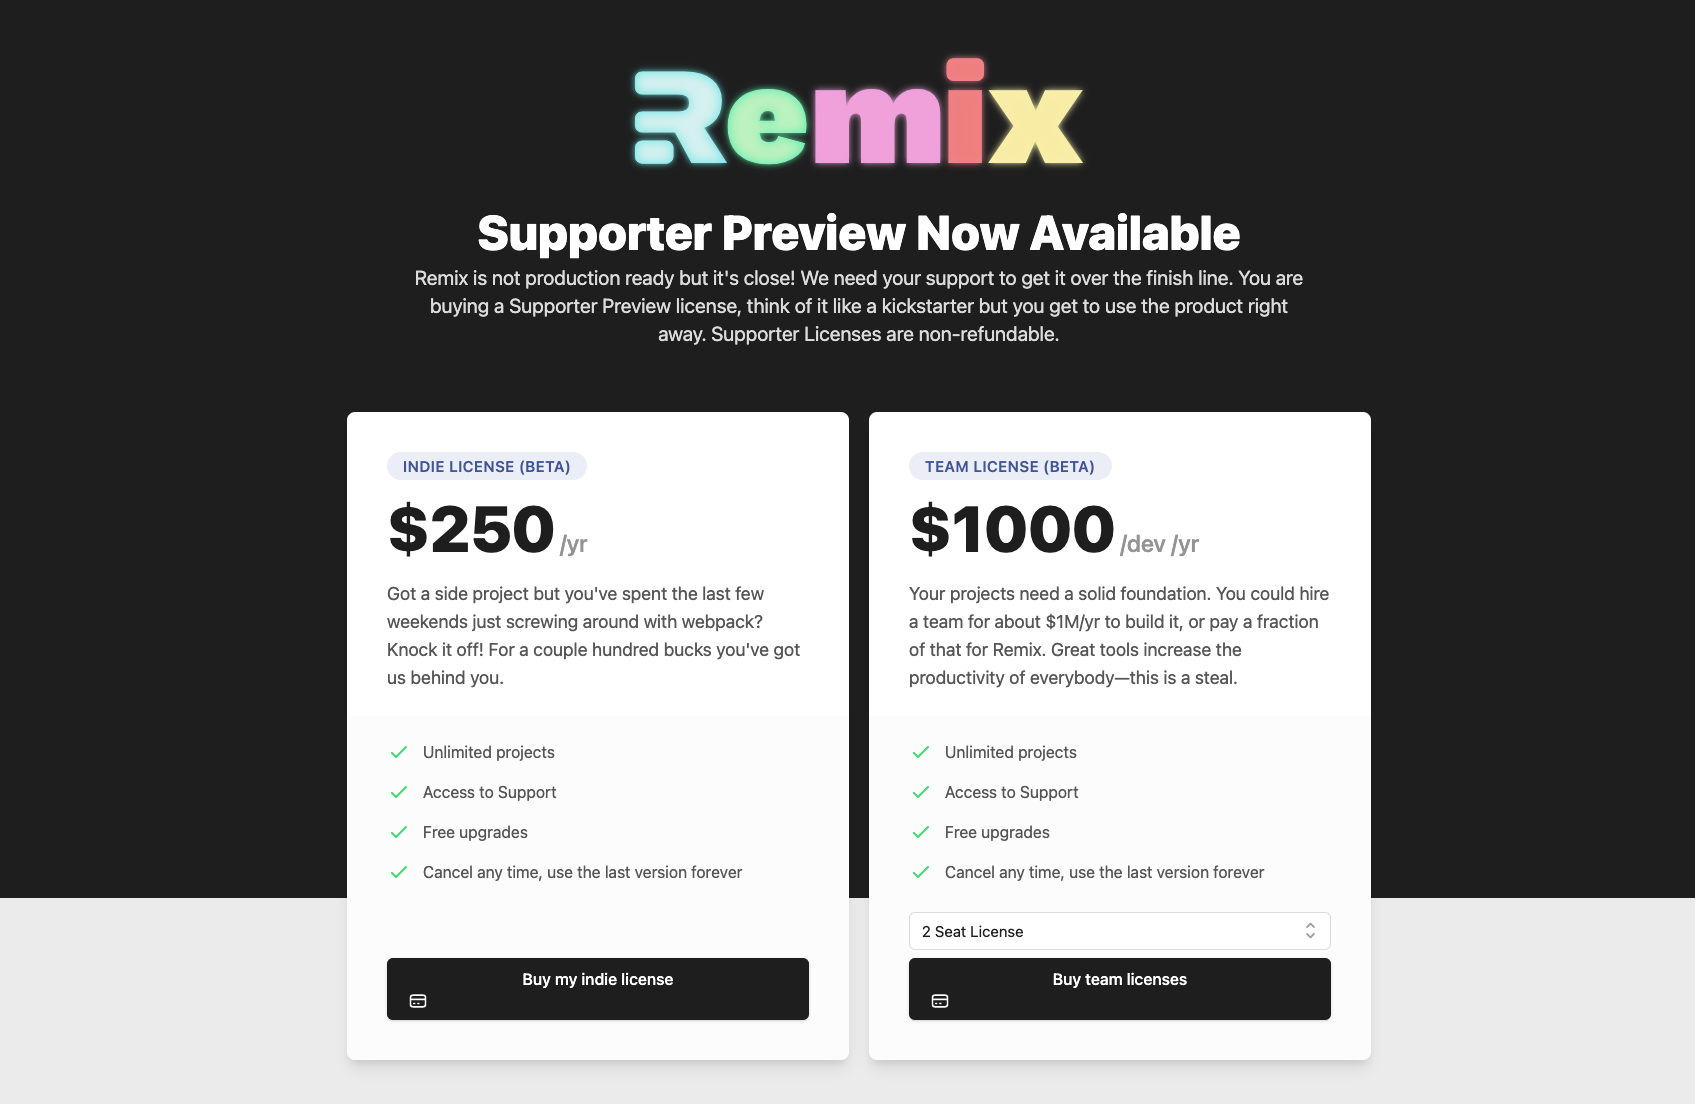 Remix
Supporter Preview Now Available
Remix is not production ready but it's close! We need your support to get it over the finish line. You are
buying a Supporter Preview license, think of it like a kickstarter but you get to use the product right
away. Supporter Licenses are non-refundable.
INDIE LICENSE (BETA)
$250 /yr
Got a side project but you've spent the last few
weekends just screwing around with webpack?
Knock it off! For a couple hundred bucks you've got
us behind you.
Unlimited projects
Access to Support
Free upgrades
Cancel any time, use the last version forever
Buy my indie license
TEAM LICENSE (BETA)
$1000 /dev /yr
Your projects need a solid foundation. You could hire
a team for about $1M/yr to build it, or pay a fraction
of that for Remix. Great tools increase the
productivity of everybody—this is a steal.
Unlimited projects
Access to Support
Free upgrades
Cancel any time, use the last version forever
2 Seat License
Buy team licenses